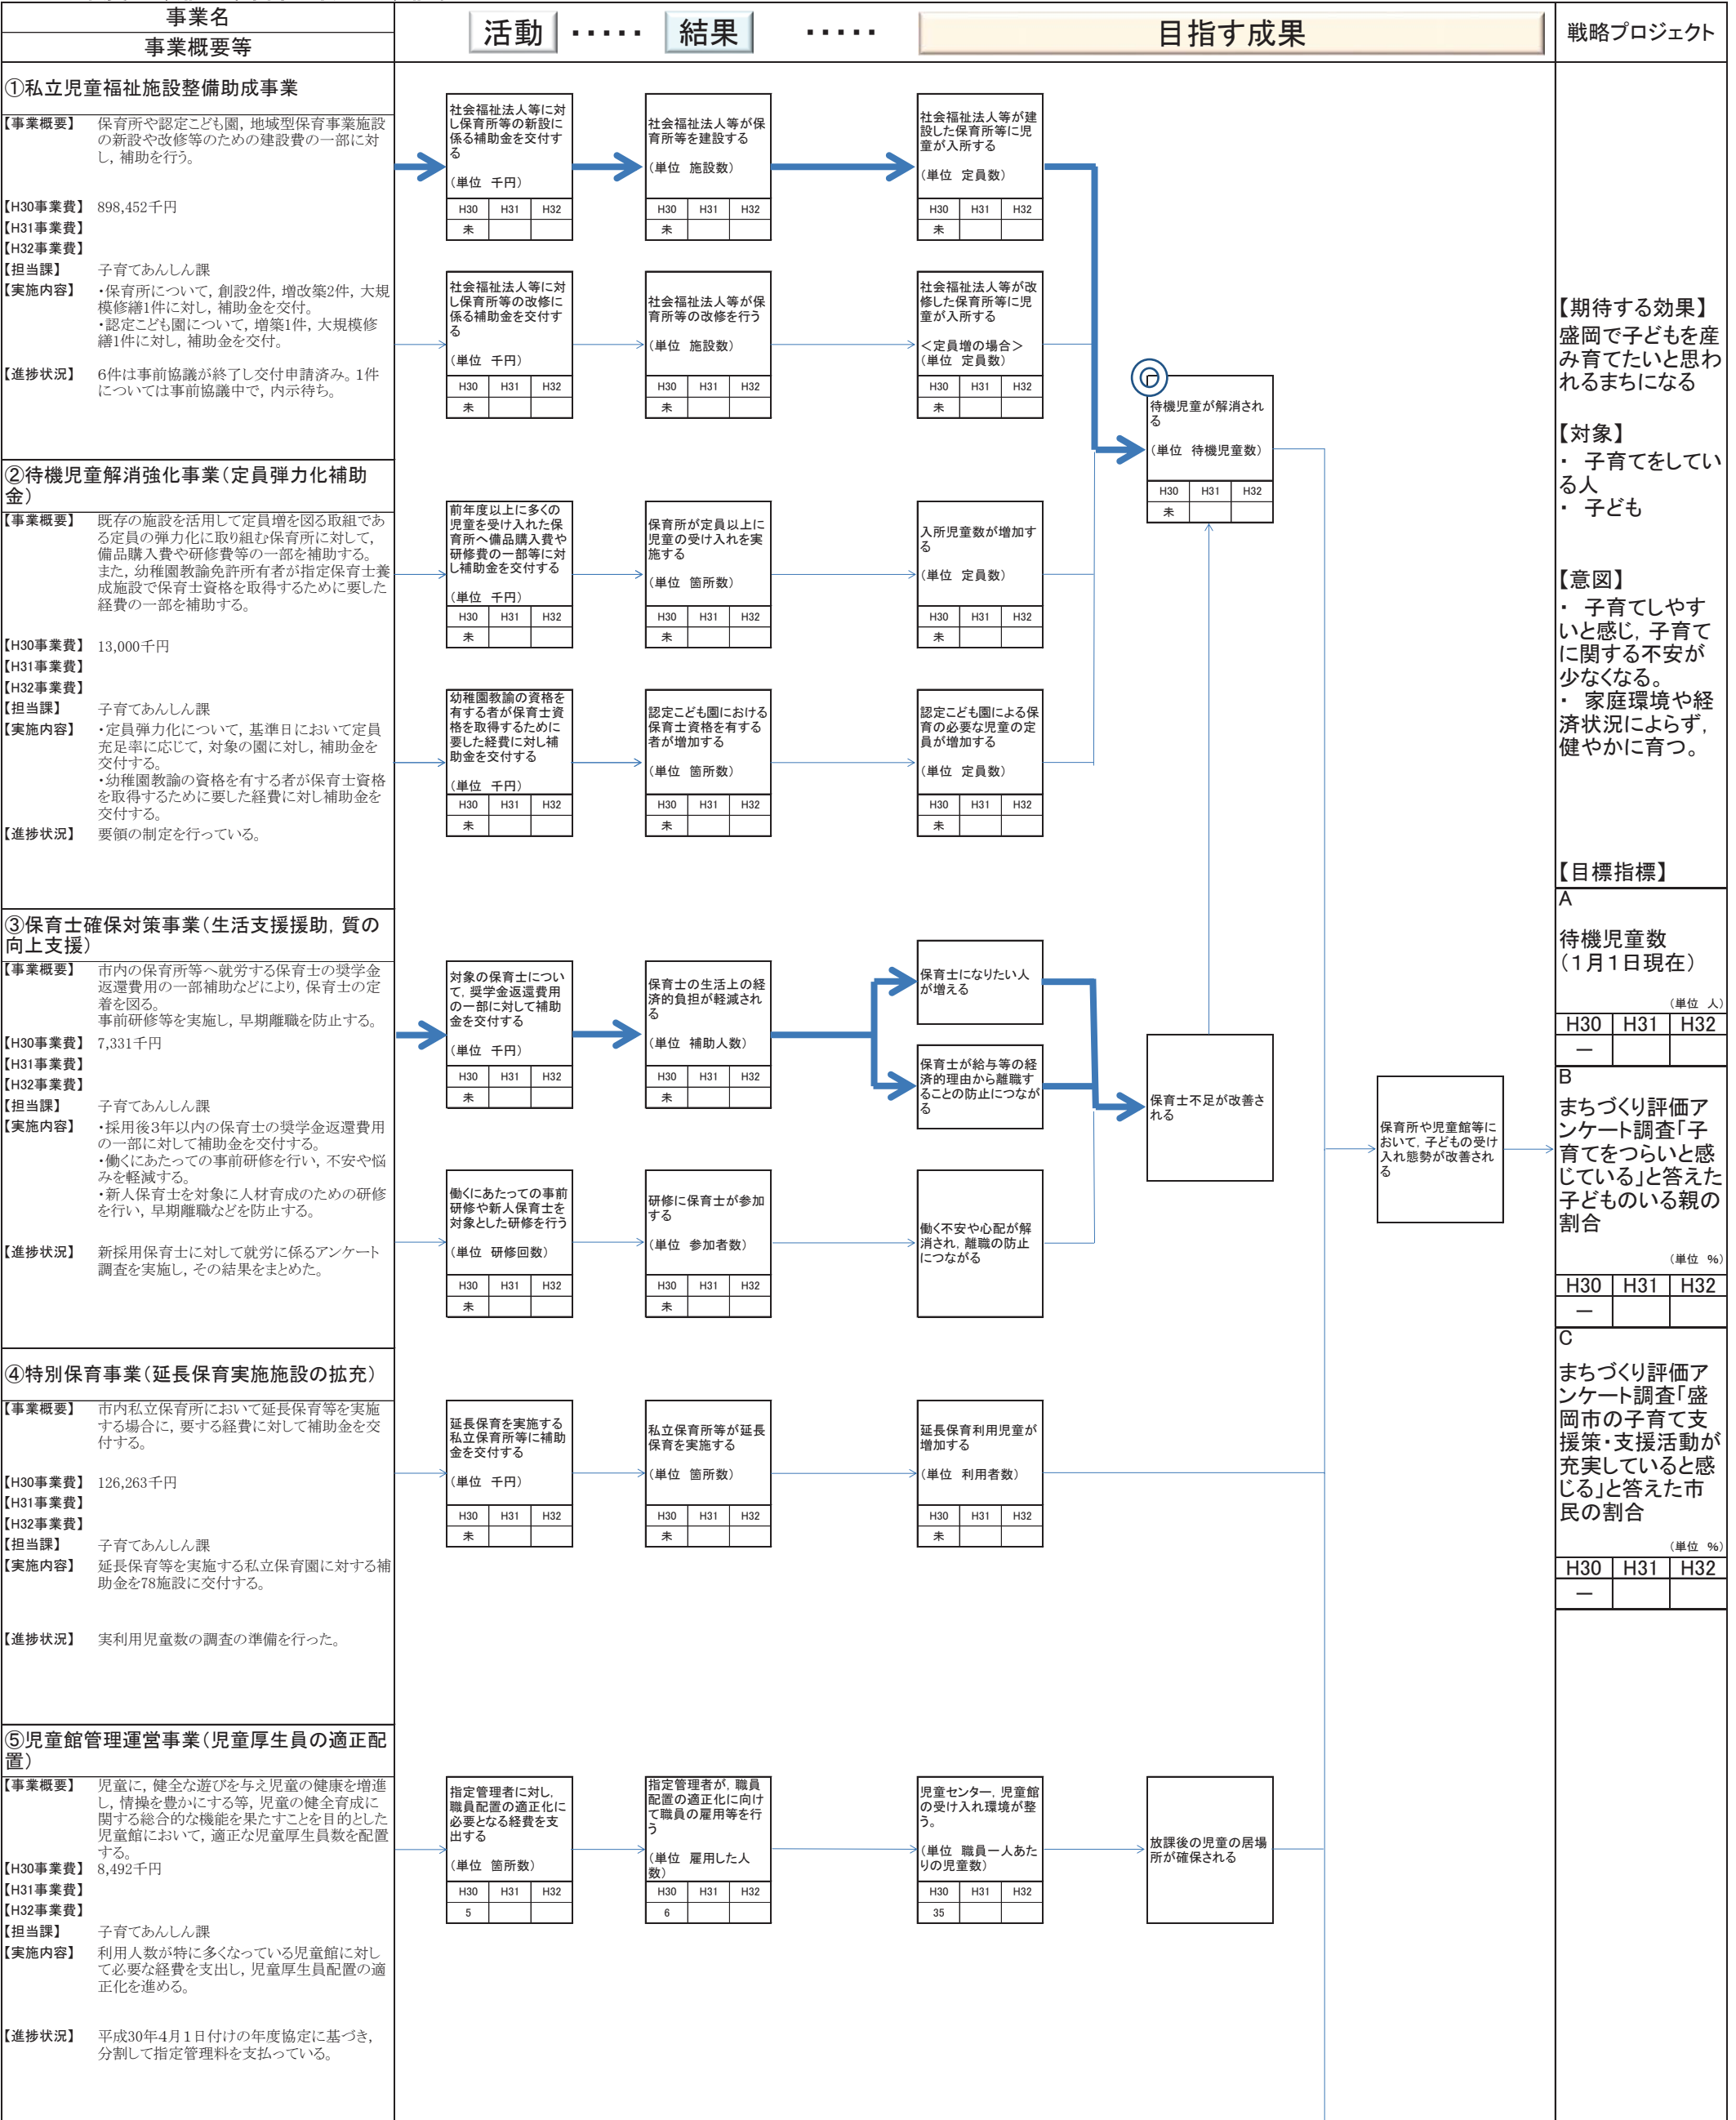 事業名
事業概要等
活動 ‥‥‥ 結果 ‥‥‥ 目指す成果
戦略プロジェクト
①私立児童福祉施設整備助成事業
【事業概要】 保育所や認定こども園，地域型保育事業施設
の新設や改修等のための建設費の一部に対
し，補助を行う。
【H30事業費】 898,452千円
【H31事業費】
【H32事業費】
【担当課】 子育てあんしん課
【実施内容】 ・保育所について，創設2件，増改築2件，大規
模修繕1件に対し，補助金を交付。
・認定こども園について，増築1件，大規模修
繕1件に対し，補助金を交付。
【進捗状況】 6件は事前協議が終了し交付申請済み。1件
については事前協議中で，内示待ち。
社会福祉法人等に対
し保育所等の新設に
係る補助金を交付す
る
（単位 千円）
H30 H31 H32
未
社会福祉法人等が保
育所等を建設する
（単位 施設数）
H30 H31 H32
未
社会福祉法人等が建
設した保育所等に児
童が入所する
（単位 定員数）
H30 H31 H32
未
社会福祉法人等に対
し保育所等の改修に
係る補助金を交付す
る
（単位 千円）
H30 H31 H32
未
社会福祉法人等が保
育所等の改修を行う
（単位 施設数）
H30 H31 H32
未
社会福祉法人等が改
修した保育所等に児
童が入所する
＜定員増の場合＞
（単位 定員数）
H30 H31 H32
未
待機児童が解消され
る
（単位 待機児童数）
H30 H31 H32
未
②待機児童解消強化事業（定員弾力化補助
金）
【事業概要】 既存の施設を活用して定員増を図る取組であ
る定員の弾力化に取り組む保育所に対して，
備品購入費や研修費等の一部を補助する。
また，幼稚園教諭免許所有者が指定保育士養
成施設で保育士資格を取得するために要した
経費の一部を補助する。
【H30事業費】 13,000千円
【H31事業費】
【H32事業費】
【担当課】 子育てあんしん課
【実施内容】 ・定員弾力化について，基準日において定員
充足率に応じて，対象の園に対し，補助金を
交付する。
・幼稚園教諭の資格を有する者が保育士資格
を取得するために要した経費に対し補助金を
交付する。
【進捗状況】 要領の制定を行っている。
前年度以上に多くの
児童を受け入れた保
育所へ備品購入費や
研修費の一部等に対
し補助金を交付する
（単位 千円）
H30 H31 H32
未
保育所が定員以上に
児童の受け入れを実
施する
（単位 箇所数）
H30 H31 H32
未
入所児童数が増加す
る
（単位 定員数）
H30 H31 H32
未
幼稚園教諭の資格を
有する者が保育士資
格を取得するために
要した経費に対し補
助金を交付する
（単位 千円）
H30 H31 H32
未
認定こども園における
保育士資格を有する
者が増加する
（単位 箇所数）
H30 H31 H32
未
認定こども園による保
育の必要な児童の定
員が増加する
（単位 定員数）
H30 H31 H32
未
③保育士確保対策事業（生活支援援助，質の
向上支援）
【事業概要】 市内の保育所等へ就労する保育士の奨学金
返還費用の一部補助などにより，保育士の定
着を図る。
事前研修等を実施し，早期離職を防止する。
【H30事業費】 7,331千円
【H31事業費】
【H32事業費】
【担当課】 子育てあんしん課
【実施内容】 ・採用後3年以内の保育士の奨学金返還費用
の一部に対して補助金を交付する。
・働くにあたっての事前研修を行い，不安や悩
みを軽減する。
・新人保育士を対象に人材育成のための研修
を行い，早期離職などを防止する。
【進捗状況】 新採用保育士に対して就労に係るアンケート
調査を実施し，その結果をまとめた。
対象の保育士につい
て，奨学金返還費用
の一部に対して補助
金を交付する
（単位 千円）
H30 H31 H32
未
保育士の生活上の経
済的負担が軽減され
る
（単位 補助人数）
H30 H31 H32
未
保育士になりたい人
が増える
保育士が給与等の経
済的理由から離職す
ることの防止につなが
る
働くにあたっての事前
研修や新人保育士を
対象とした研修を行う
（単位 研修回数）
H30 H31 H32
未
研修に保育士が参加
する
（単位 参加者数）
H30 H31 H32
未
働く不安や心配が解
消され，離職の防止
につながる
保育士不足が改善さ
れる
保育所や児童館等に
おいて，子どもの受け
入れ態勢が改善され
る
④特別保育事業（延長保育実施施設の拡充）
【事業概要】 市内私立保育所において延長保育等を実施
する場合に，要する経費に対して補助金を交
付する。
【H30事業費】 126,263千円
【H31事業費】
【H32事業費】
【担当課】 子育てあんしん課
【実施内容】 延長保育等を実施する私立保育園に対する補
助金を78施設に交付する。
【進捗状況】 実利用児童数の調査の準備を行った。
延長保育を実施する
私立保育所等に補助
金を交付する
（単位 千円）
H30 H31 H32
未
私立保育所等が延長
保育を実施する
（単位 箇所数）
H30 H31 H32
未
延長保育利用児童が
増加する
（単位 利用者数）
H30 H31 H32
未
⑤児童館管理運営事業（児童厚生員の適正配
置）
【事業概要】 児童に，健全な遊びを与え児童の健康を増進
し，情操を豊かにする等，児童の健全育成に
関する総合的な機能を果たすことを目的とした
児童館において，適正な児童厚生員数を配置
する。
【H30事業費】 8,492千円
【H31事業費】
【H32事業費】
【担当課】 子育てあんしん課
【実施内容】 利用人数が特に多くなっている児童館に対し
て必要な経費を支出し，児童厚生員配置の適
正化を進める。
【進捗状況】 平成30年4月1日付けの年度協定に基づき，
分割して指定管理料を支払っている。
指定管理者に対し，
職員配置の適正化に
必要となる経費を支
出する
（単位 箇所数）
H30 H31 H32
5
指定管理者が，職員
配置の適正化に向け
て職員の雇用等を行
う
（単位 雇用した人
数）
H30 H31 H32
6
児童センター，児童館
の受け入れ環境が整
う。
（単位 職員一人あた
りの児童数）
H30 H31 H32
35
放課後の児童の居場
所が確保される
【期待する効果】
盛岡で子どもを産
み育てたいと思わ
れるまちになる
【対象】
・ 子育てをしてい
る人
・ 子ども
【意図】
・ 子育てしやす
いと感じ，子育て
に関する不安が
少なくなる。
・ 家庭環境や経
済状況によらず，
健やかに育つ。
【目標指標】
A
待機児童数
（1月1日現在）
（単位 人）
H30 H31 H32
―
B
まちづくり評価ア
ンケート調査「子
育てをつらいと感
じている」と答えた
子どものいる親の
割合
（単位 %）
H30 H31 H32
―
C
まちづくり評価ア
ンケート調査「盛
岡市の子育て支
援策・支援活動が
充実していると感
じる」と答えた市
民の割合
（単位 %）
H30 H31 H32
―